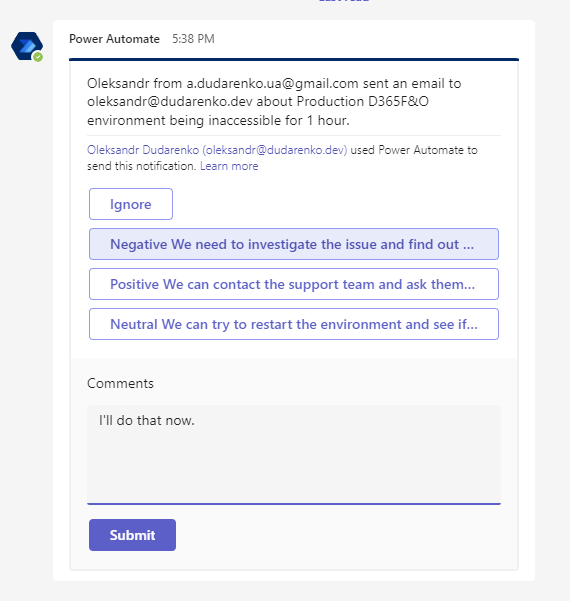 Power Automate 5:38 PM
Oleksandr from a.dudarenko.ua@gmail.com sent an email to
oleksandr@dudarenko.dev about Production D365F&O
environment being inaccessible for 1 hour.
Oleksandr Dudarenko (oleksandr@dudarenko.dev) used Power Automate to
send this notification. Learn more
Ignore
Negative We need to investigate the issue and find out ...
Positive We can contact the support team and ask them...
Neutral We can try to restart the environment and see if...
Comments
I'll do that now.
Submit